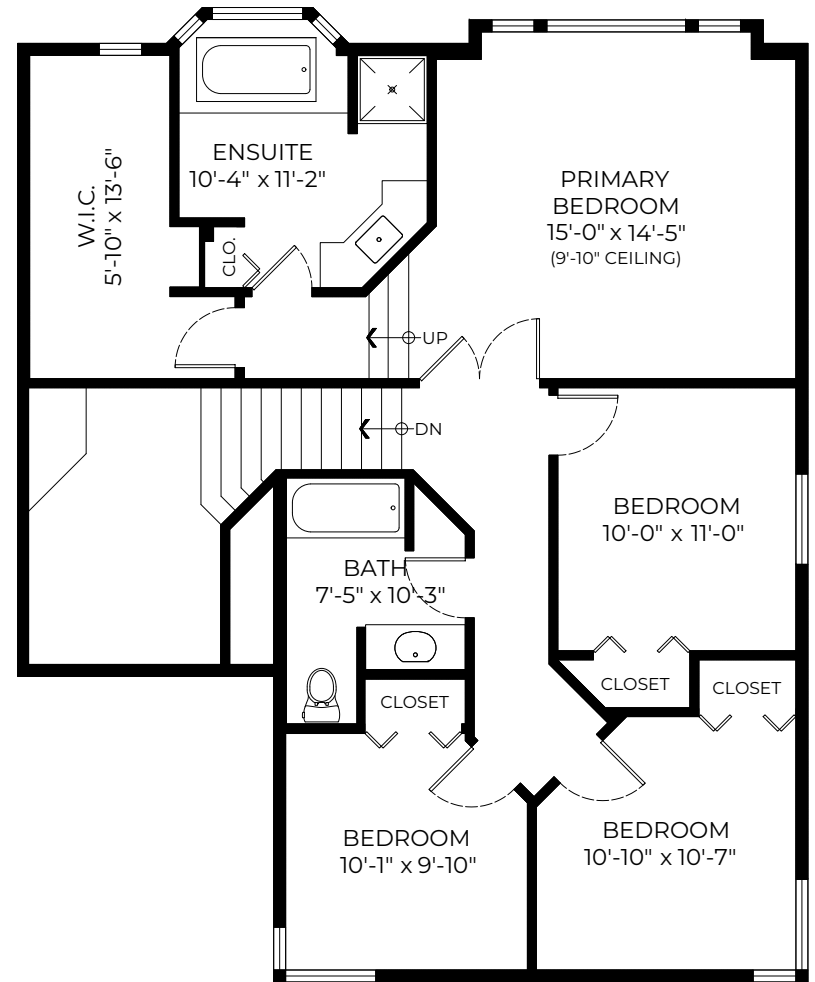 ENSUITE
10'-4" x 11'-2"
W.I.C.
5'-10" x 13'-6"
CLO.
PRIMARY
BEDROOM
15'-0" x 14'-5"
(9'-10" CEILING)
UP
DN
BEDROOM
10'-0" x 11'-0"
BATH
7'-5" x 10'-3"
CLOSET
CLOSET
CLOSET
BEDROOM
10'-1" x 9'-10"
BEDROOM
10'-10" x 10'-7"